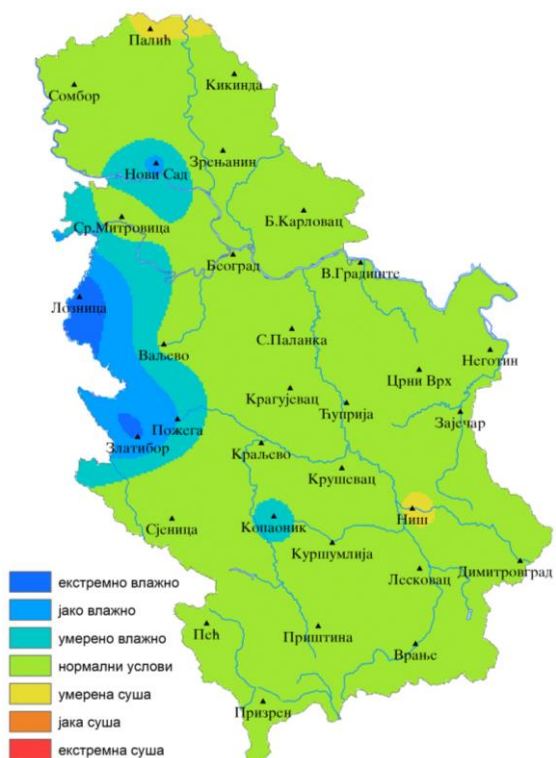 Палић
Кикинда
Сомбор
Зрењанин
Нови Сад
Б.Карловац
Ср.Митровица
Београд
В.Градиште
Лозница
С.Паланка
Ваљево
Неготин
Црни Врх
Крагујевац
Ћуприја
Зајечар
Пожега
Златибор
Краљево
Крушевац
Ниш
Сјеница
Копаоник
Куршумлија
Димитровград
Лесковац
Пећ
Приштина
Врање
Призрен
екстремно влажно
јако влажно
умерено влажно
нормални услови
умерена суша
јака суша
екстремна суша